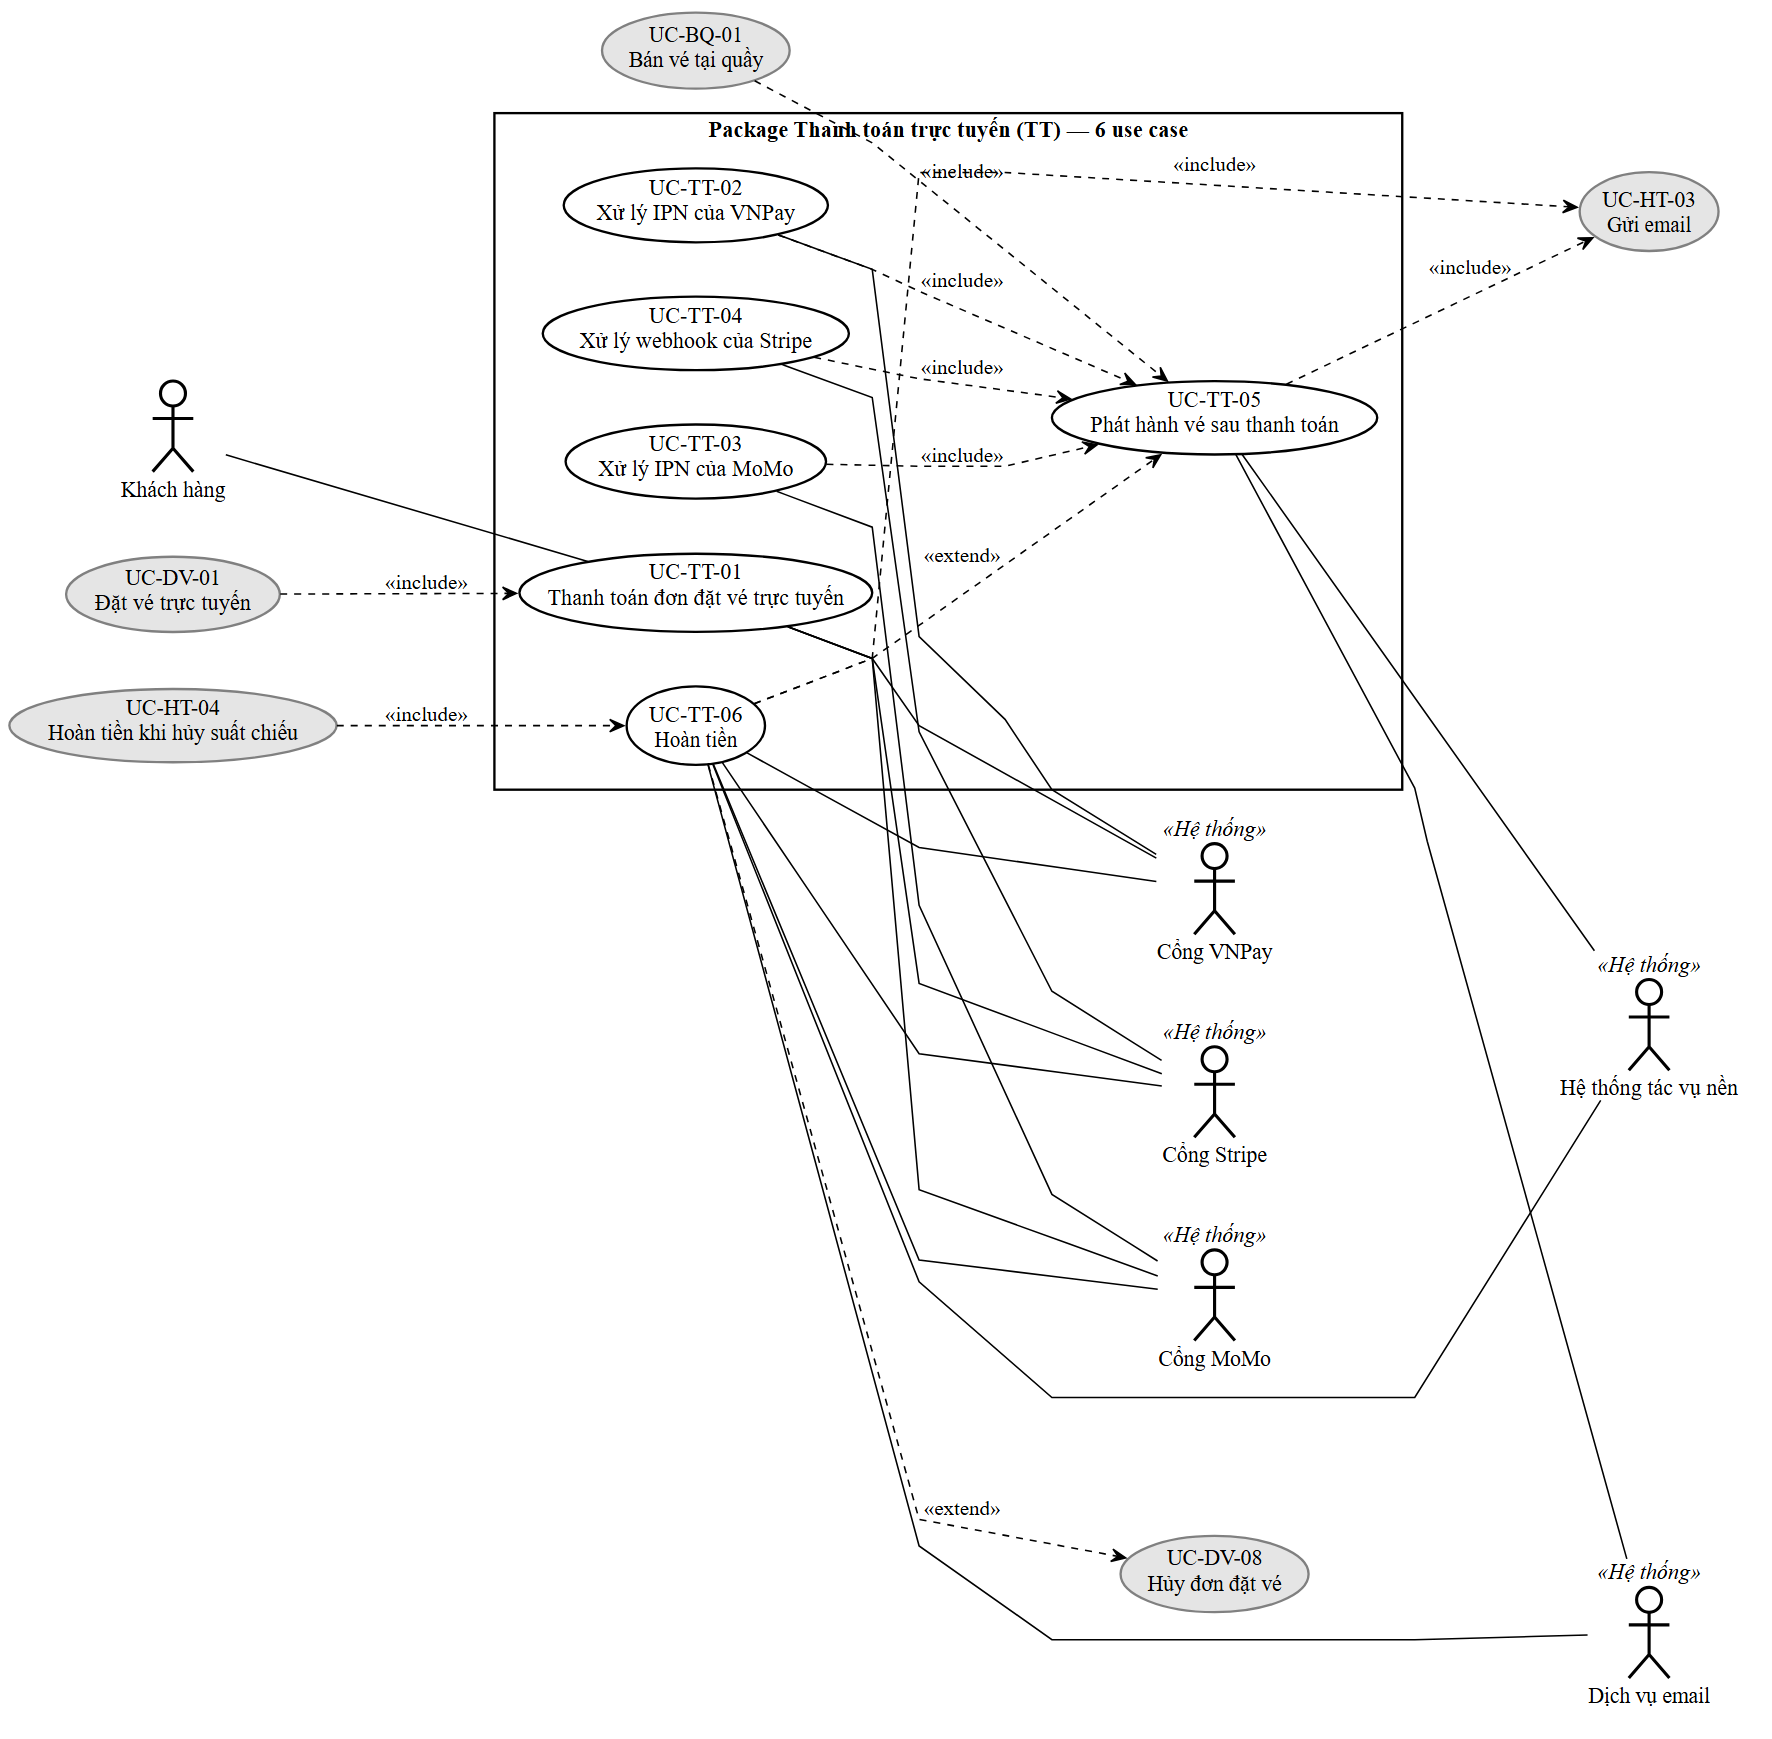 UC-BQ-01
Bán vé tại quầy
Package Thanh toán trực tuyến (TT) — 6 use case
«include»
«include»
UC-TT-02
Xử lý IPN của VNPay
UC-HT-03
Gửi email
«include»
«include»
UC-TT-04
Xử lý webhook của Stripe
«include»
UC-TT-05
Phát hành vé sau thanh toán
UC-TT-03
Xử lý IPN của MoMo
«include»
Khách hàng
«extend»
UC-DV-01
Đặt vé trực tuyến
«include»
UC-TT-01
Thanh toán đơn đặt vé trực tuyến
UC-HT-04
Hoàn tiền khi hủy suất chiếu
«include»
UC-TT-06
Hoàn tiền
«Hệ thống»
Cổng VNPay
«Hệ thống»
Hệ thống tác vụ nền
«Hệ thống»
Cổng Stripe
«Hệ thống»
Cổng MoMo
«extend»
UC-DV-08
Hủy đơn đặt vé
«Hệ thống»
Dịch vụ email